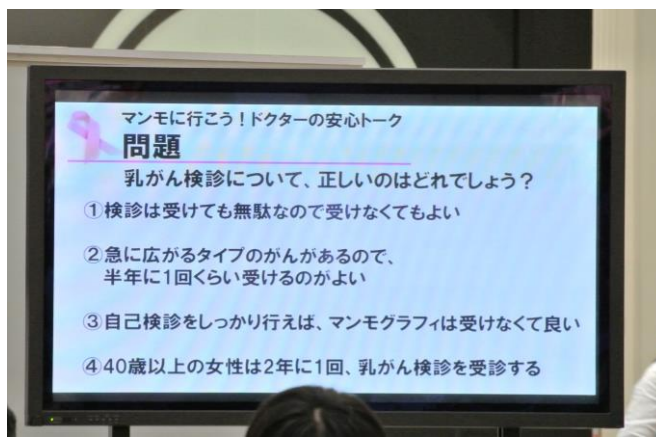 マンモに行こう！ドクターの安心トーク
問題
乳がん検診について、正しいのはどれでしょう？
①検診は受けても無駄なので受けなくてもよい
②急に広がるタイプのがんがあるので、
半年に1回くらい受けるのがよい
③自己検診をしっかり行えば、マンモグラフィは受けなくて良い
④40歳以上の女性は2年に1回、乳がん検診を受診する